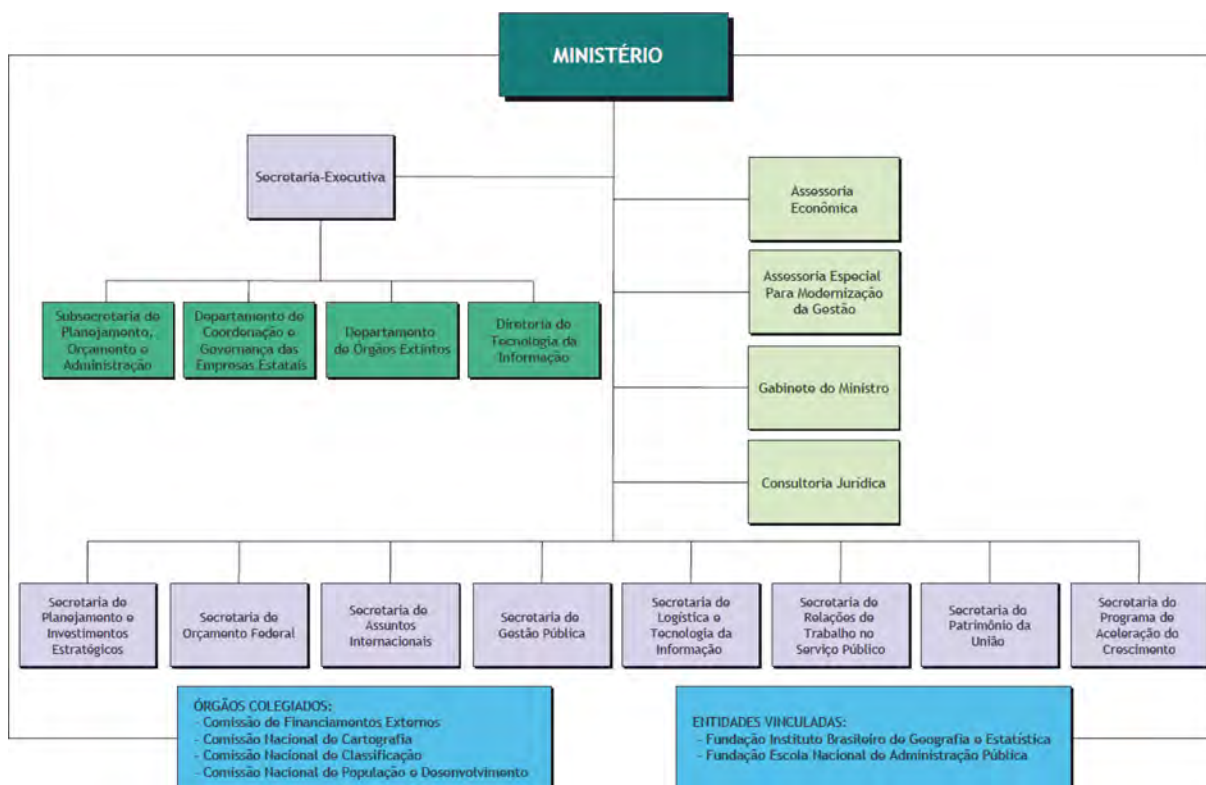 MINISTÉRIO
Secretaria-Executiva
Assessoria
Econômica
Assessoria Especial
Para Modernização
da Gestão
Gabinete do Ministro
Consultoria Jurídica
Subsecretaria de
Planejamento,
Orçamento e
Administração
Departamento de
Coordenação e
Governança das
Empresas Estatais
Departamento
de Órgãos Extintos
Diretoria de
Tecnologia da
Informação
Secretaria de
Planejamento e
Investimentos
Estratégicos
Secretaria de
Orçamento Federal
Secretaria de
Assuntos
Internacionais
Secretaria de
Gestão Pública
Secretaria de
Logística e
Tecnologia da
Informação
Secretaria de
Relações de
Trabalho no
Serviço Público
Secretaria do
Patrimônio da
União
Secretaria do
Programa de
Aceleração do
Crescimento
ÓRGÃOS COLEGIADOS:
- Comissão de Financiamentos Externos
- Comissão Nacional de Cartografia
- Comissão Nacional de Classificação
- Comissão Nacional de População e Desenvolvimento
ENTIDADES VINCULADAS:
- Fundação Instituto Brasileiro de Geografia e Estatística
- Fundação Escola Nacional de Administração Pública